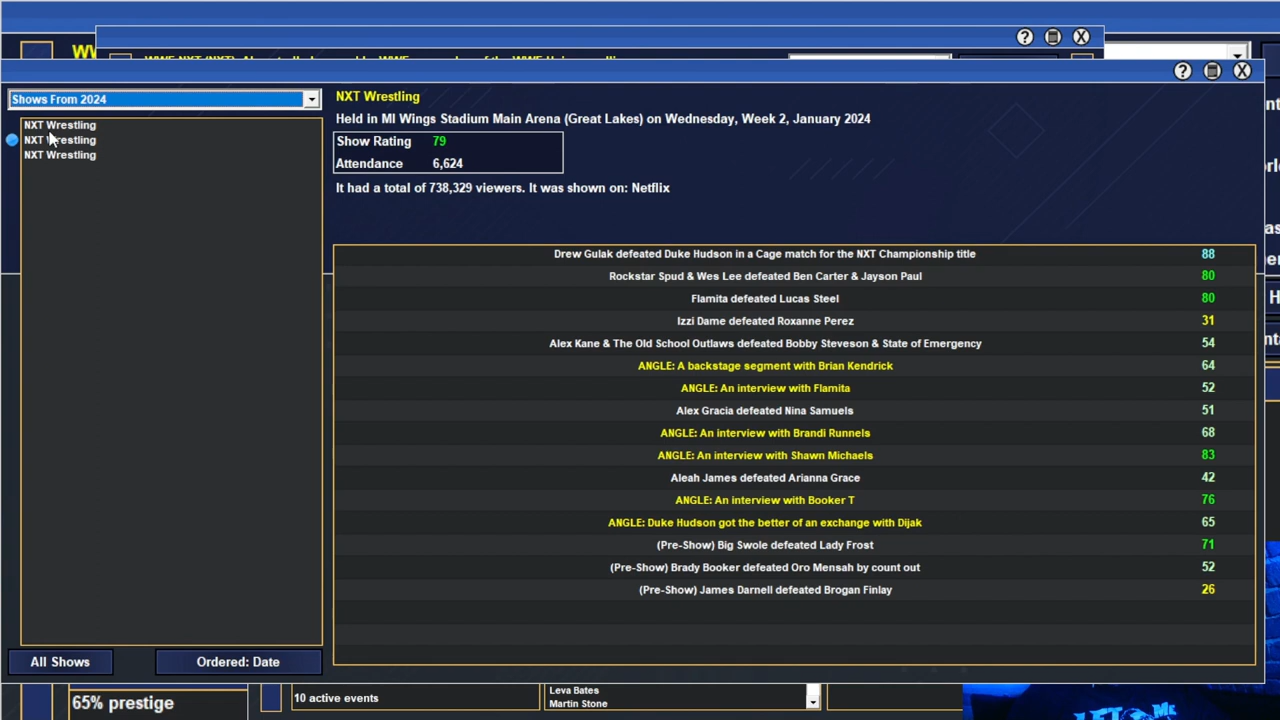 WW
Shows From 2024
NXT Wrestling
NXT Wrestling
NXT Wrestling
NXT Wrestling
Held in MI Wings Stadium Main Arena (Great Lakes) on Wednesday, Week 2, January 2024
Show Rating 79
Attendance 6,624
It had a total of 738,329 viewers. It was shown on: Netflix
Drew Gulak defeated Duke Hudson in a Cage match for the NXT Championship title 88
Rockstar Spud & Wes Lee defeated Ben Carter & Jayson Paul 80
Flamita defeated Lucas Steel 80
Izzi Dame defeated Roxanne Perez 31
Alex Kane & The Old School Outlaws defeated Bobby Steveson & State of Emergency 54
ANGLE: A backstage segment with Brian Kendrick 64
ANGLE: An interview with Flamita 52
Alex Gracia defeated Nina Samuels 51
ANGLE: An interview with Brandi Runnels 68
ANGLE: An interview with Shawn Michaels 83
Aleah James defeated Arianna Grace 42
ANGLE: An interview with Booker T 76
ANGLE: Duke Hudson got the better of an exchange with Dijak 65
(Pre-Show) Big Swole defeated Lady Frost 71
(Pre-Show) Brady Booker defeated Oro Mensah by count out 52
(Pre-Show) James Darnell defeated Brogan Finlay 26
All Shows
Ordered: Date
65% prestige
10 active events
Leva Bates
Martin Stone